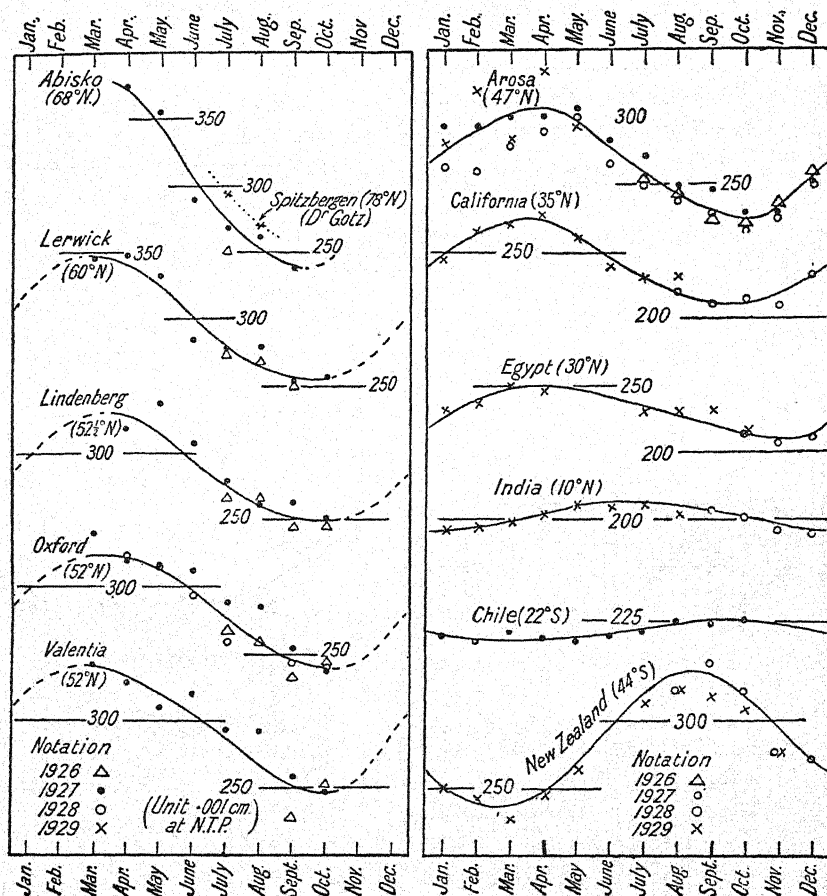 Jan. Feb. Mar. Apr. May. June July. Aug. Sep. Oct. Nov Dec.
Abisko
(68°N.)
350
300
Spitzbergen (78°N)
(Dr Götz)
250
Lerwick
(60°N)
350
300
250
Lindenberg
(52½°N)
300
250
Oxford
(52°N)
300
250
Valentia
(52°N)
300
250
Notation
1926 △
1927 •
1928 ○
1929 ×
(Unit ·001 cm.
at N.T.P.)
Jan. Feb. Mar. Apr. May. June July. Aug. Sept. Oct. Nov. Dec.
Jan. Feb. Mar. Apr. May June July Aug Sep. Oct. Nov. Dec.
Arosa
(47°N)
300
250
California (35°N)
250
200
Egypt (30°N)
250
200
India (10°N)
200
Chile (22°S) 225
New Zealand (44°S)
300
250
Notation
1926 △
1927 ○
1928 ○
1929 ×
Jan. Feb. Mar. Apr. May June July Aug. Sept. Oct. Nov. Dec.